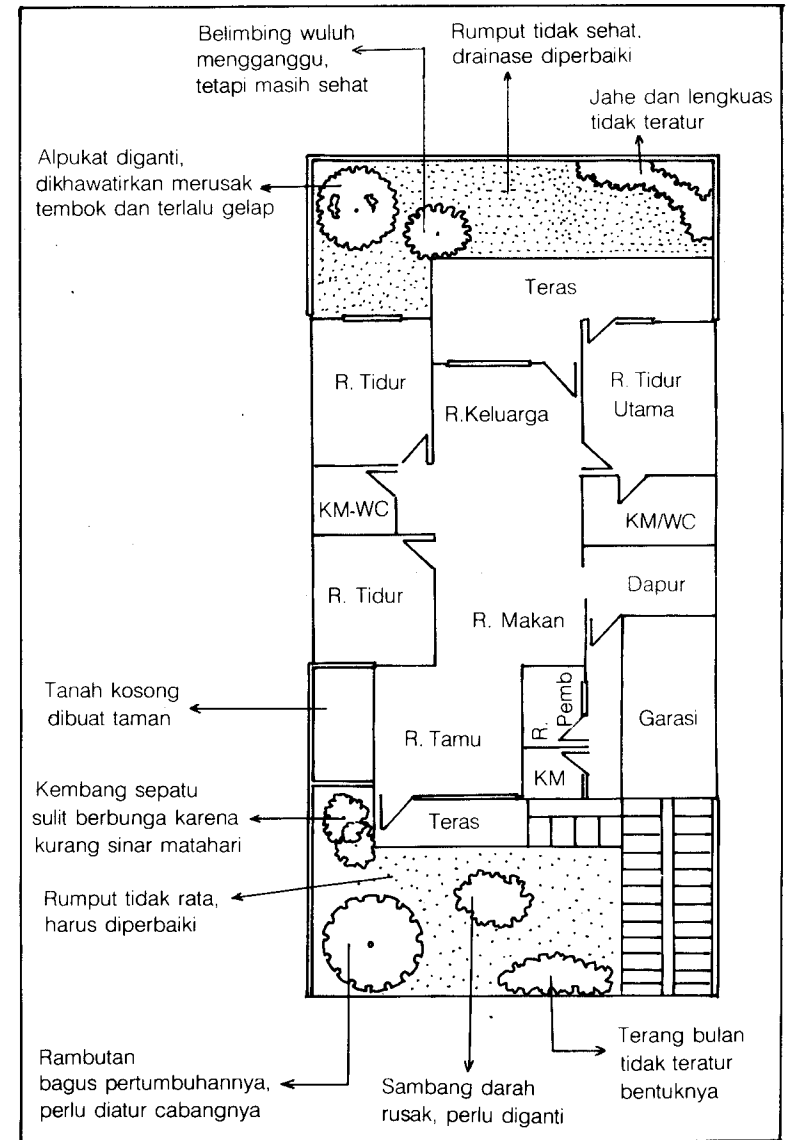 Belimbing wuluh
mengganggu,
tetapi masih sehat
Rumput tidak sehat.
drainase diperbaiki
Jahe dan lengkuas
tidak teratur
Alpukat diganti,
dikhawatirkan merusak
tembok dan terlalu gelap
Teras
R. Tidur
R. Tidur
Utama
R.Keluarga
KM-WC
KM/WC
R. Tidur
Dapur
R. Makan
Tanah kosong
dibuat taman
R. Tamu
R.
Pemb
Garasi
KM
Kembang sepatu
sulit berbunga karena
kurang sinar matahari
Teras
Rumput tidak rata,
harus diperbaiki
Rambutan
bagus pertumbuhannya,
perlu diatur cabangnya
Sambang darah
rusak, perlu diganti
Terang bulan
tidak teratur
bentuknya